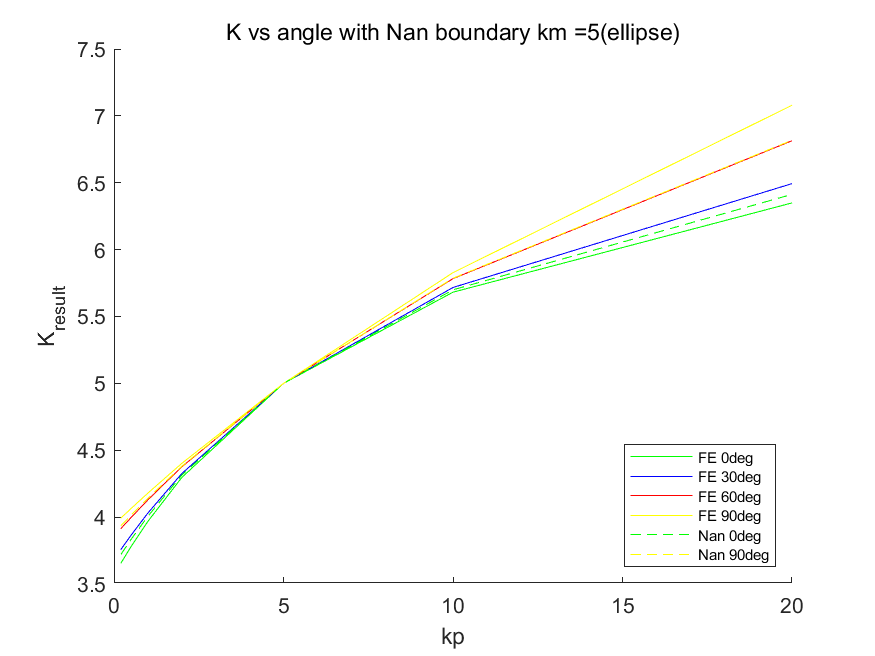 K vs angle with Nan boundary km =5(ellipse)
7.5
7
6.5
6
5.5
5
4.5
4
3.5
K_result
0
5
10
15
20
kp
FE 0deg
FE 30deg
FE 60deg
FE 90deg
Nan 0deg
Nan 90deg